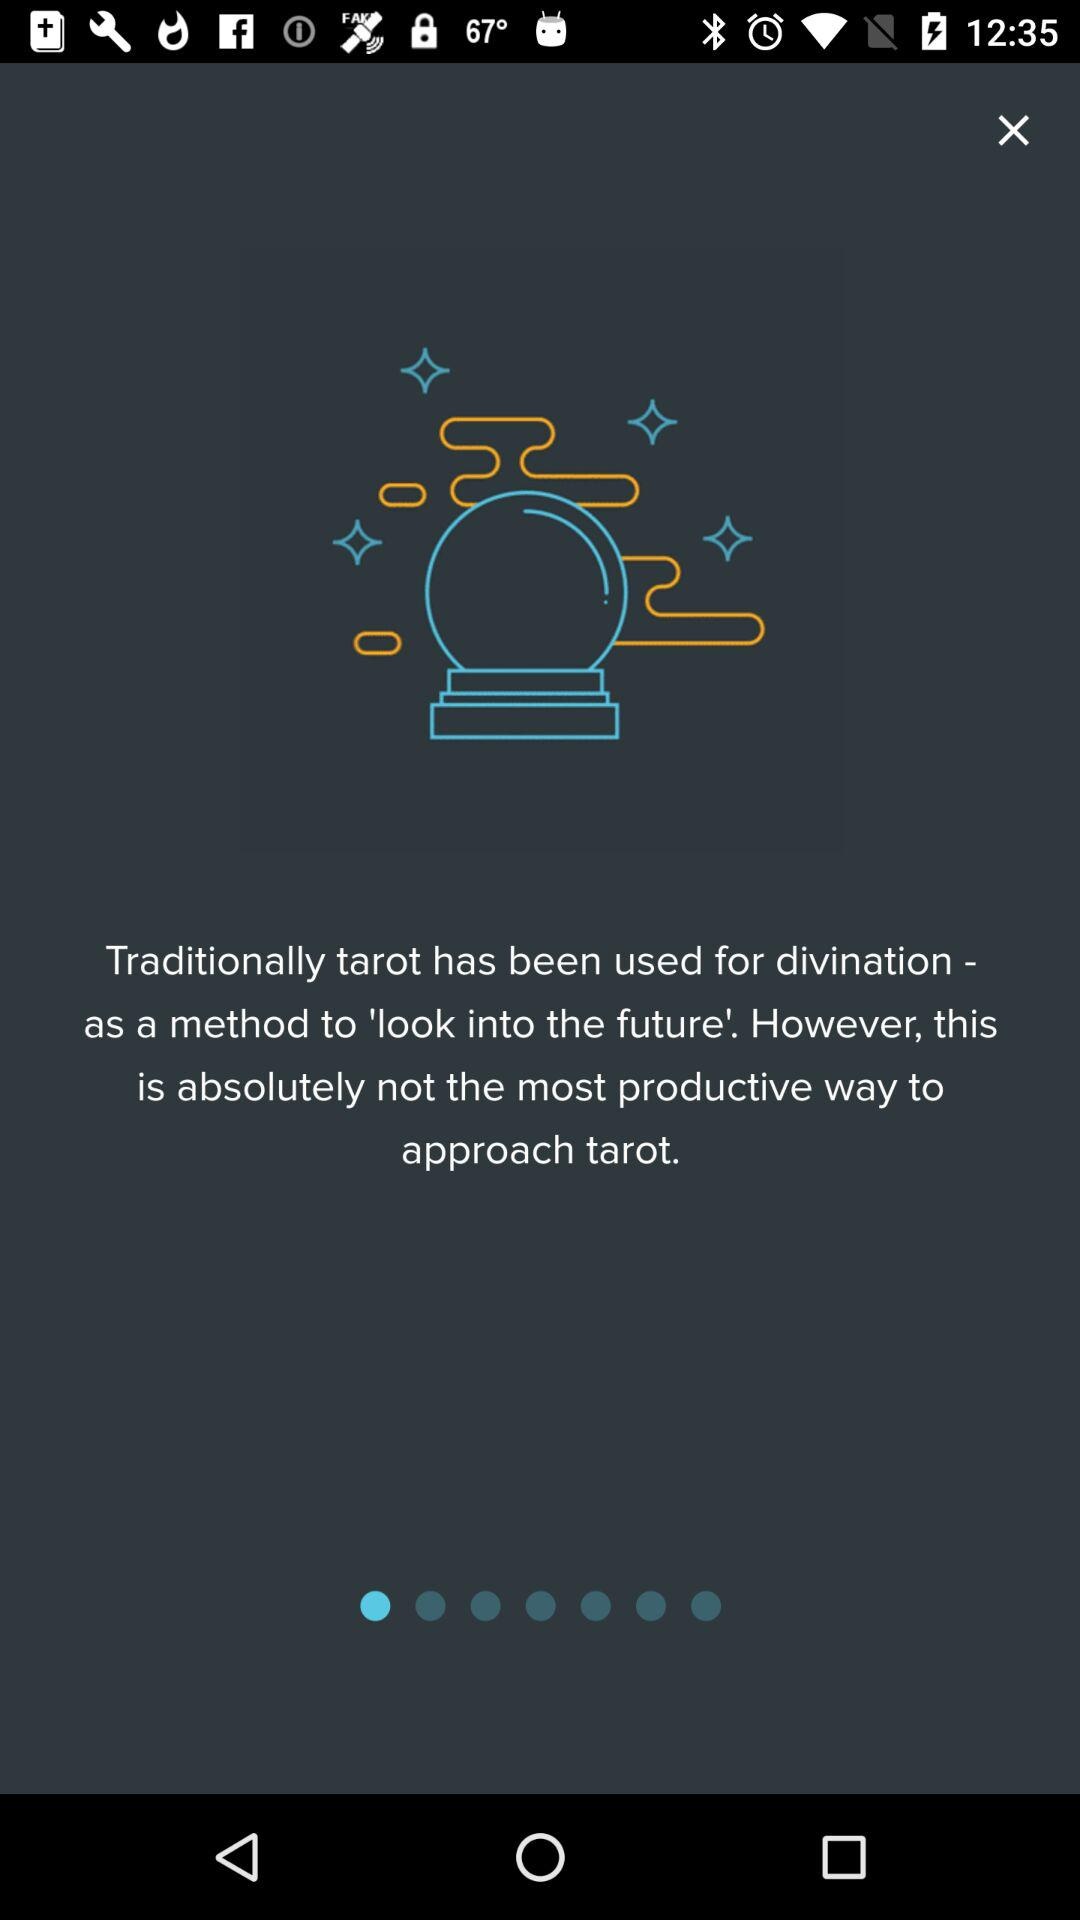 FAKE 67° 12:35
Traditionally tarot has been used for divination -
as a method to 'look into the future'. However, this
is absolutely not the most productive way to
approach tarot.